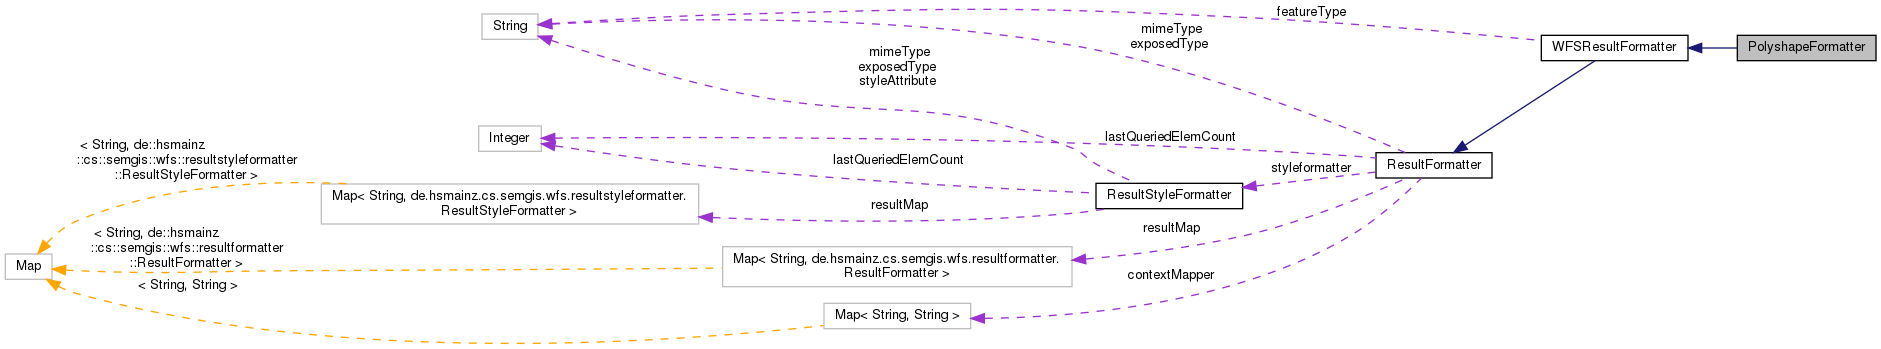 featureType
String
mimeType
exposedType
WFSResultFormatter
PolyshapeFormatter
mimeType
exposedType
styleAttribute
Integer
lastQueriedElemCount
< String, de::hsmainz
::cs::semgis::wfs::resultstyleformatter
::ResultStyleFormatter >
lastQueriedElemCount
styleformatter
ResultFormatter
Map< String, de.hsmainz.cs.semgis.wfs.resultstyleformatter.
ResultStyleFormatter >
resultMap
ResultStyleFormatter
< String, de::hsmainz
::cs::semgis::wfs::resultformatter
::ResultFormatter >
resultMap
Map
Map< String, de.hsmainz.cs.semgis.wfs.resultformatter.
ResultFormatter >
contextMapper
< String, String >
Map< String, String >